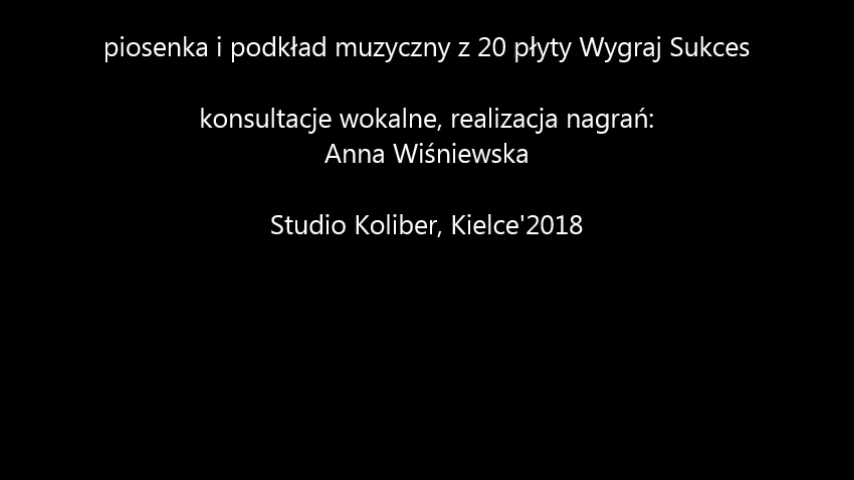 piosenka i podkład muzyczny z 20 płyty Wygraj Sukces
konsultacje wokalne, realizacja nagrań:
Anna Wiśniewska
Studio Koliber, Kielce'2018